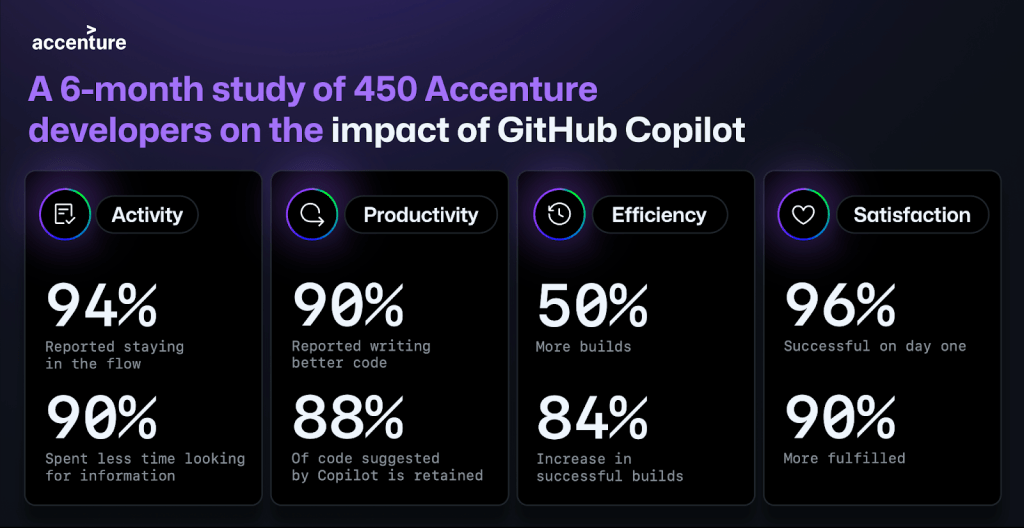 accenture
A 6-month study of 450 Accenture
developers on the impact of GitHub Copilot
Activity
94%
Reported staying
in the flow
90%
Spent less time looking
for information
Productivity
90%
Reported writing
better code
88%
Of code suggested
by Copilot is retained
Efficiency
50%
More builds
84%
Increase in
successful builds
Satisfaction
96%
Successful on day one
90%
More fulfilled